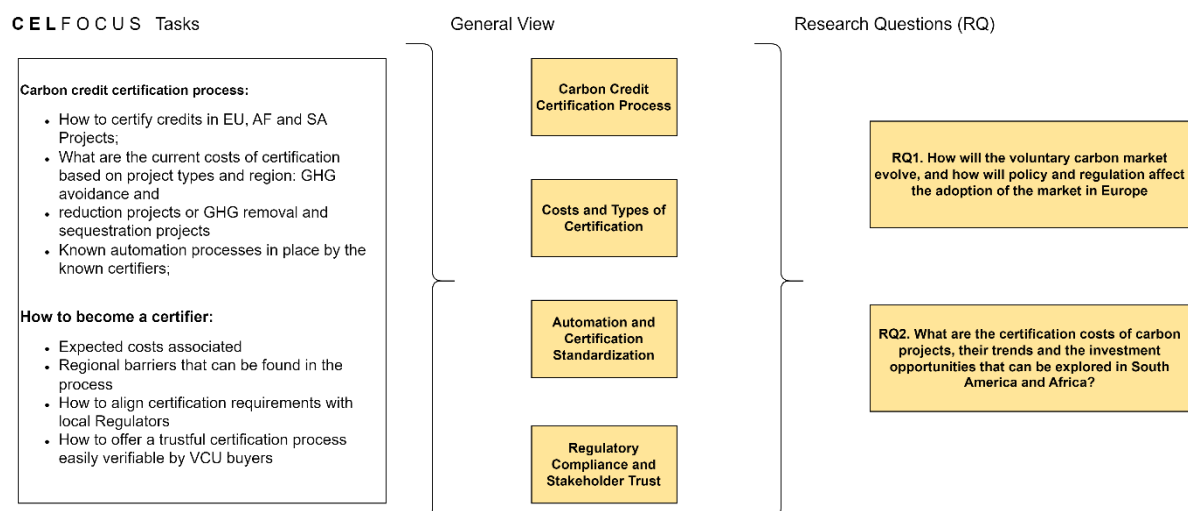 CELFOCUS Tasks
General View
Research Questions (RQ)
Carbon credit certification process:
• How to certify credits in EU, AF and SA
Projects;
• What are the current costs of certification
based on project types and region: GHG
avoidance and
• reduction projects or GHG removal and
sequestration projects
• Known automation processes in place by the
known certifiers;
How to become a certifier:
• Expected costs associated
• Regional barriers that can be found in the
process
• How to align certification requirements with
local Regulators
• How to offer a trustful certification process
easily verifiable by VCU buyers
Carbon Credit
Certification Process
Costs and Types of
Certification
Automation and
Certification
Standardization
Regulatory
Compliance and
Stakeholder Trust
RQ1. How will the voluntary carbon market
evolve, and how will policy and regulation affect
the adoption of the market in Europe
RQ2. What are the certification costs of carbon
projects, their trends and the investment
opportunities that can be explored in South
America and Africa?